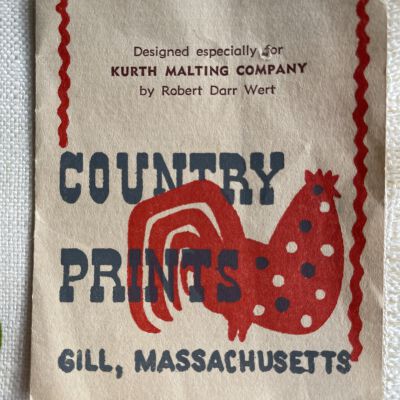 Designed especially for
KURTH MALTING COMPANY
by Robert Darr Wert
COUNTRY
PRINTS
GILL, MASSACHUSETTS